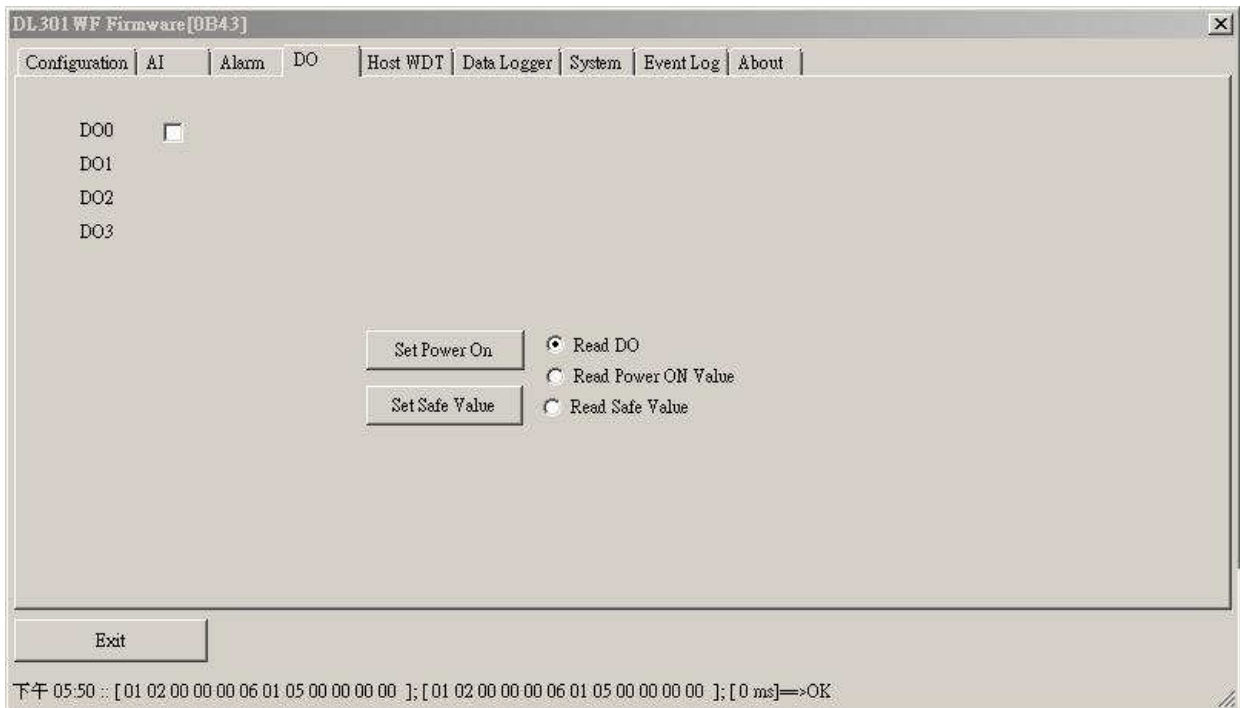 DL301WF Firmware[0B43]
Configuration AI Alarm DO Host WDT Data Logger System Event Log About
DO0
DO1
DO2
DO3
Set Power On Read DO
Read Power ON Value
Set Safe Value Read Safe Value
Exit
下午 05:50 :: [ 01 02 00 00 00 06 01 05 00 00 00 00 ]; [ 01 02 00 00 00 06 01 05 00 00 00 00 ]; [ 0 ms]==>OK